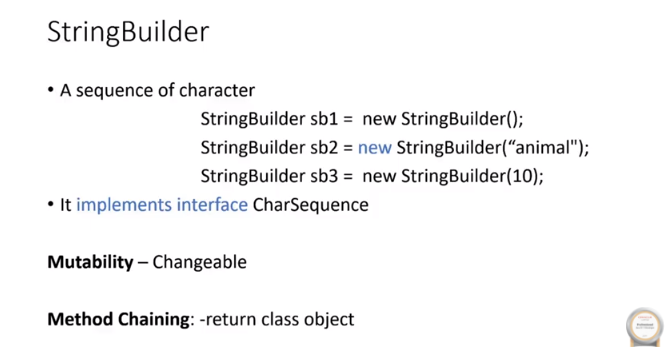 StringBuilder
• A sequence of character
StringBuilder sb1 =  new StringBuilder();
StringBuilder sb2 = new StringBuilder(“animal");
StringBuilder sb3 =  new StringBuilder(10);
• It implements interface CharSequence
Mutability – Changeable
Method Chaining: -return class object